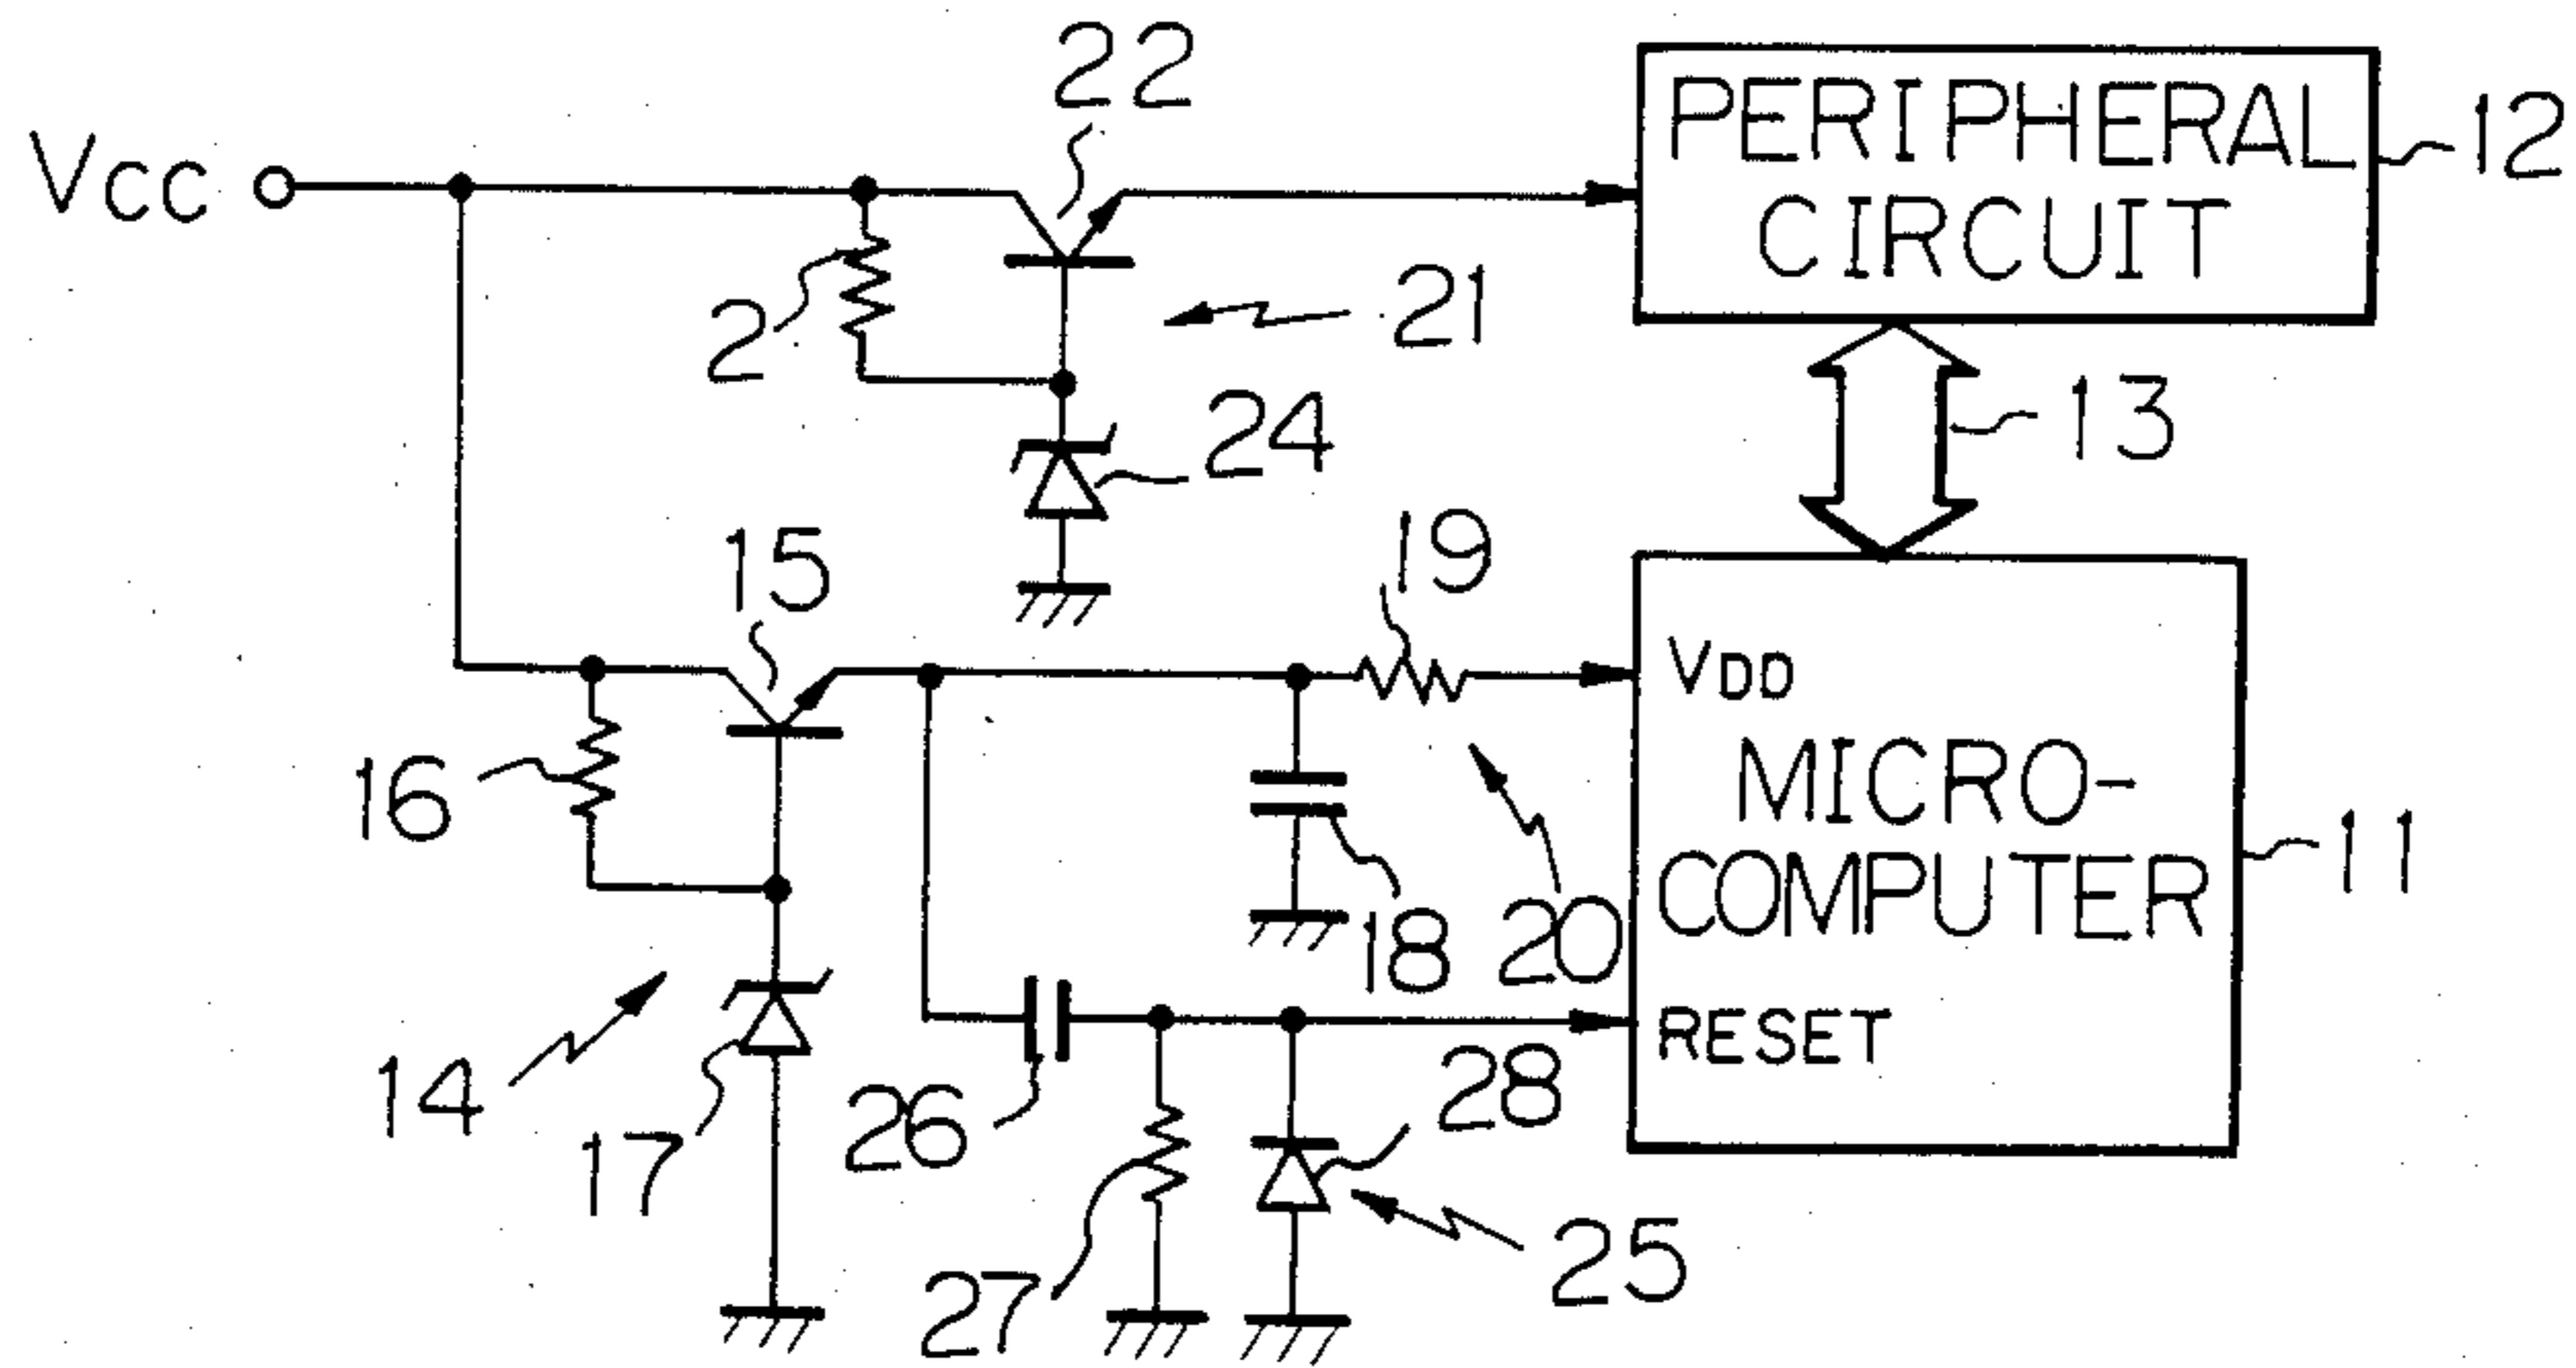 22
PERIPHERAL
CIRCUIT
12
VCC
2
21
24
13
15
19
VDD
MICRO-
COMPUTER
11
16
18
20
RESET
14
17
26
28
27
25